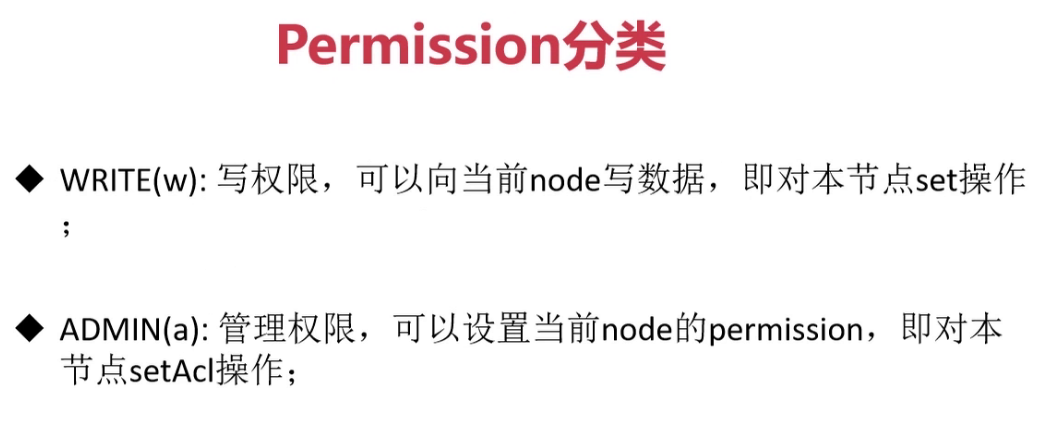 Permission分类
◆ WRITE(w): 写权限，可以向当前node写数据，即对本节点set操作
；
◆ ADMIN(a): 管理权限，可以设置当前node的permission，即对本
节点setAcl操作；